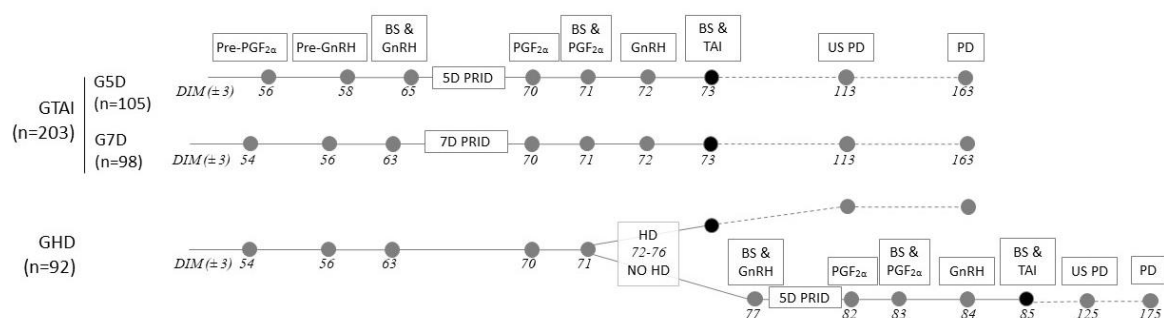 Pre-PGF2α
Pre-GnRH
BS &
GnRH
PGF2α
BS &
PGF2α
GnRH
BS &
TAI
US PD
PD
GTAI
(n=203)
G5D
(n=105)
5D PRID
DIM (± 3) 56 58 65 70 71 72 73 113 163
G7D
(n=98)
7D PRID
DIM (± 3) 54 56 63 70 71 72 73 113 163
GHD
(n=92)
DIM (± 3) 54 56 63 70 71
HD
72-76
NO HD
BS &
GnRH
PGF2α
BS &
PGF2α
GnRH
BS &
TAI
US PD
PD
5D PRID
77 82 83 84 85 125 175